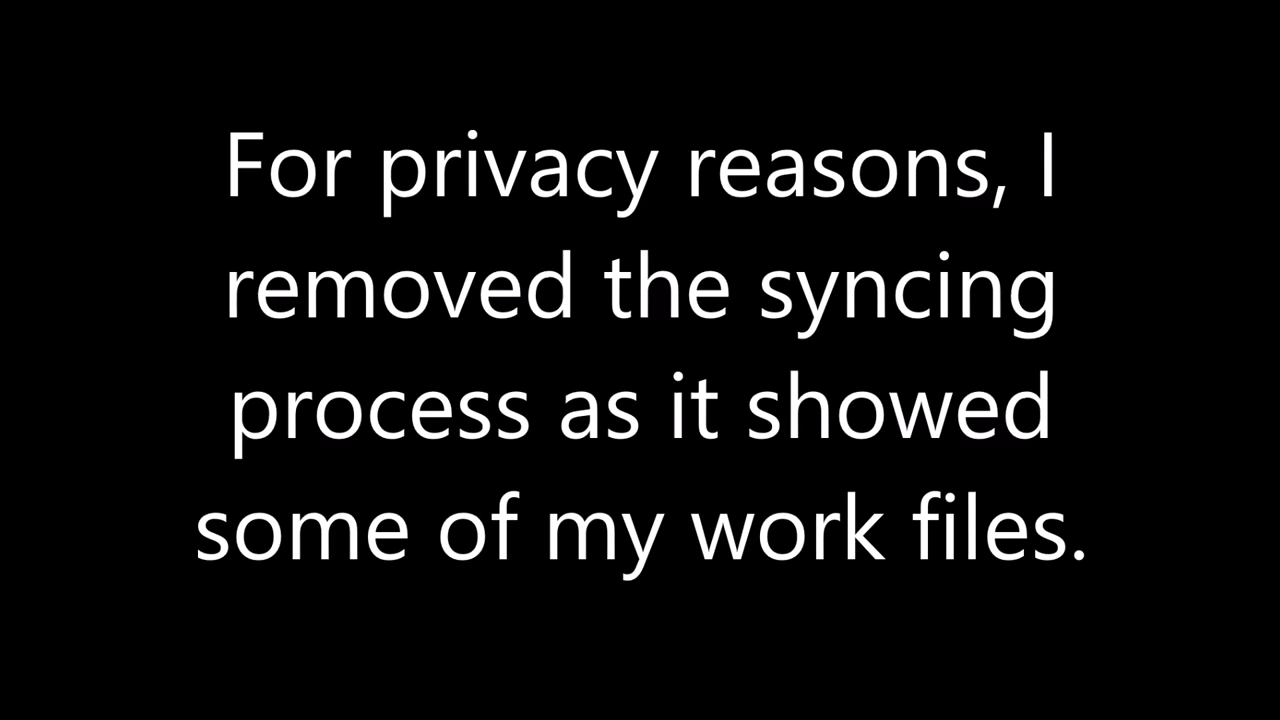 For privacy reasons, I
removed the syncing
process as it showed
some of my work files.